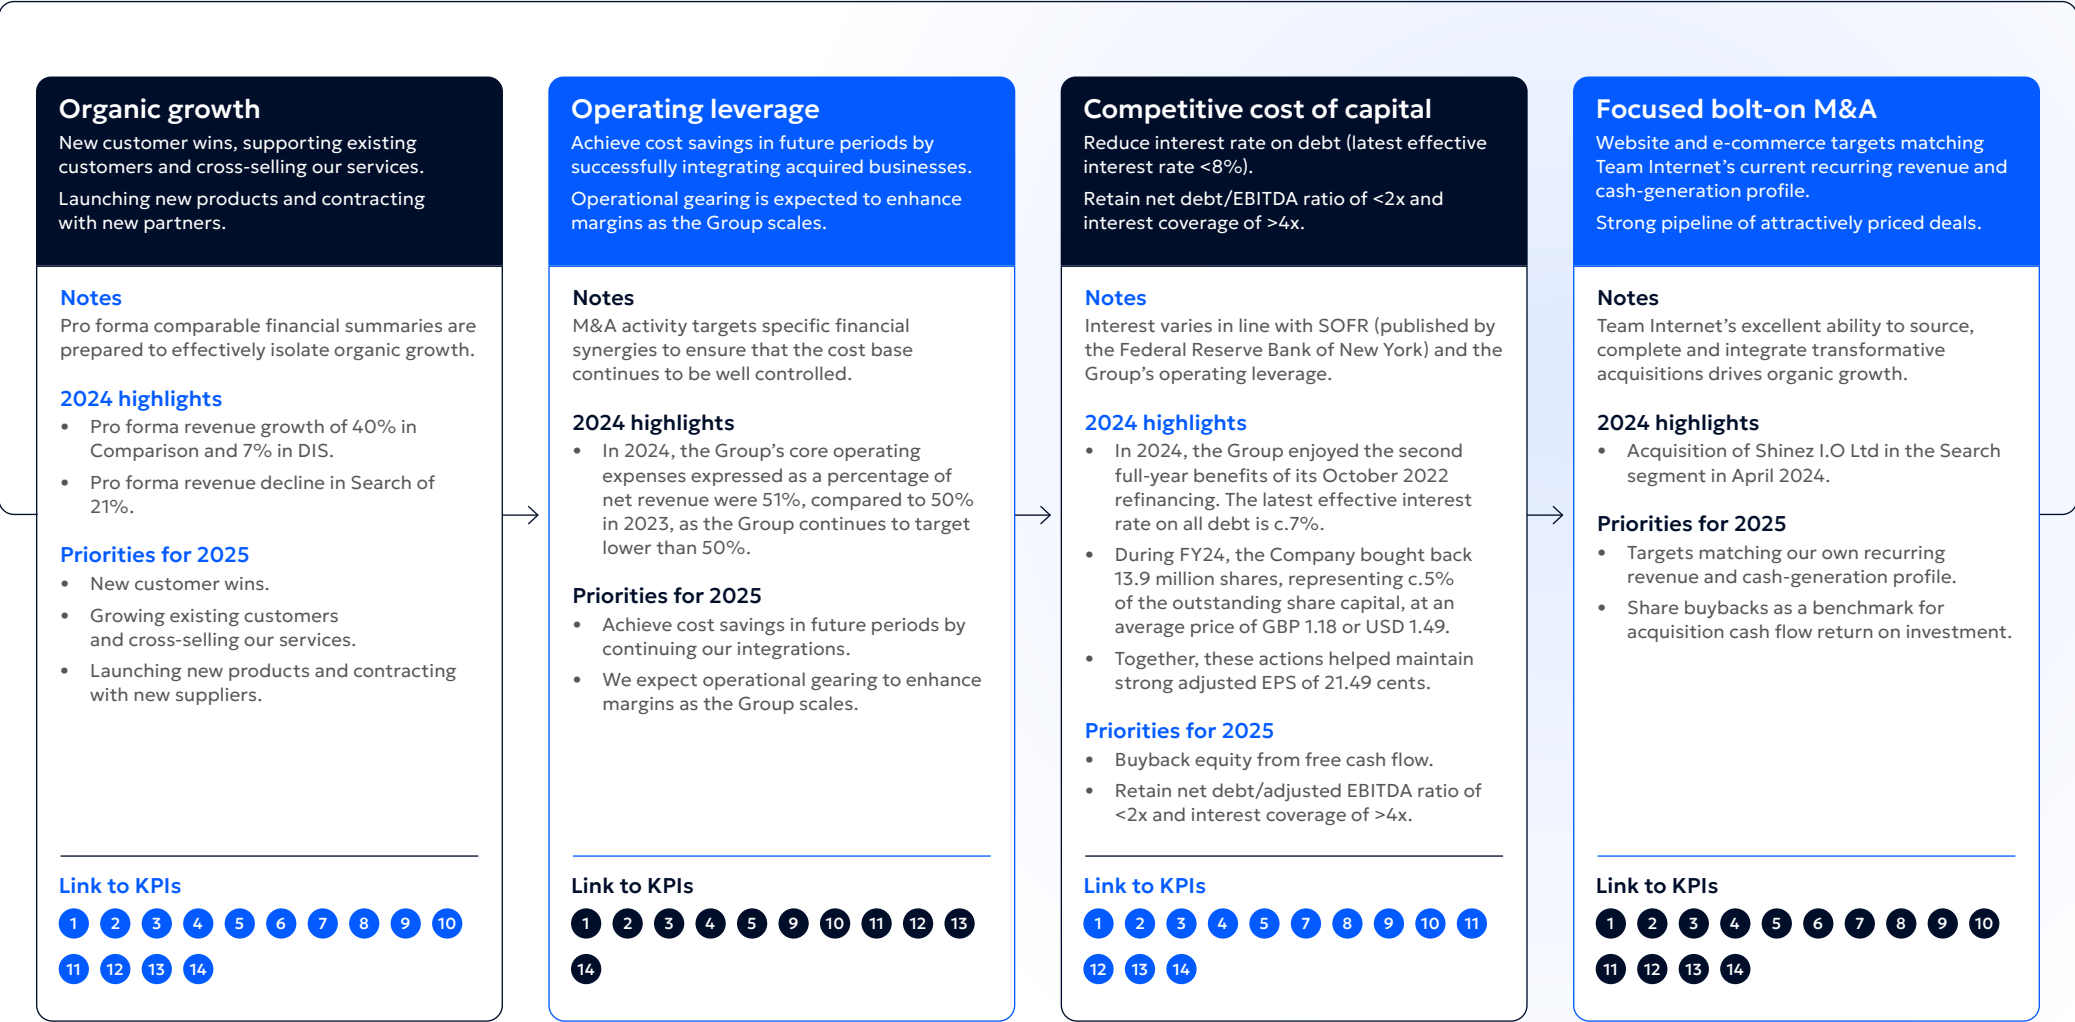 Organic growth
New customer wins, supporting existing
customers and cross-selling our services.
Launching new products and contracting
with new partners.
Notes
Pro forma comparable financial summaries are
prepared to effectively isolate organic growth.
2024 highlights
• Pro forma revenue growth of 40% in
Comparison and 7% in DIS.
• Pro forma revenue decline in Search of
21%.
Priorities for 2025
• New customer wins.
• Growing existing customers
and cross-selling our services.
• Launching new products and contracting
with new suppliers.
Link to KPIs
1 2 3 4 5 6 7 8 9 10
11 12 13 14
Operating leverage
Achieve cost savings in future periods by
successfully integrating acquired businesses.
Operational gearing is expected to enhance
margins as the Group scales.
Notes
M&A activity targets specific financial
synergies to ensure that the cost base
continues to be well controlled.
2024 highlights
• In 2024, the Group's core operating
expenses expressed as a percentage of
net revenue were 51%, compared to 50%
in 2023, as the Group continues to target
lower than 50%.
Priorities for 2025
• Achieve cost savings in future periods by
continuing our integrations.
• We expect operational gearing to enhance
margins as the Group scales.
Link to KPIs
1 2 3 4 5 9 10 11 12 13
14
Competitive cost of capital
Reduce interest rate on debt (latest effective
interest rate <8%).
Retain net debt/EBITDA ratio of <2x and
interest coverage of >4x.
Notes
Interest varies in line with SOFR (published by
the Federal Reserve Bank of New York) and the
Group's operating leverage.
2024 highlights
• In 2024, the Group enjoyed the second
full-year benefits of its October 2022
refinancing. The latest effective interest
rate on all debt is c.7%.
• During FY24, the Company bought back
13.9 million shares, representing c.5%
of the outstanding share capital, at an
average price of GBP 1.18 or USD 1.49.
• Together, these actions helped maintain
strong adjusted EPS of 21.49 cents.
Priorities for 2025
• Buyback equity from free cash flow.
• Retain net debt/adjusted EBITDA ratio of
<2x and interest coverage of >4x.
Link to KPIs
1 2 3 4 5 7 8 9 10 11
12 13 14
Focused bolt-on M&A
Website and e-commerce targets matching
Team Internet's current recurring revenue and
cash-generation profile.
Strong pipeline of attractively priced deals.
Notes
Team Internet's excellent ability to source,
complete and integrate transformative
acquisitions drives organic growth.
2024 highlights
• Acquisition of Shinez I.O Ltd in the Search
segment in April 2024.
Priorities for 2025
• Targets matching our own recurring
revenue and cash-generation profile.
• Share buybacks as a benchmark for
acquisition cash flow return on investment.
Link to KPIs
1 2 3 4 5 6 7 8 9 10
11 12 13 14